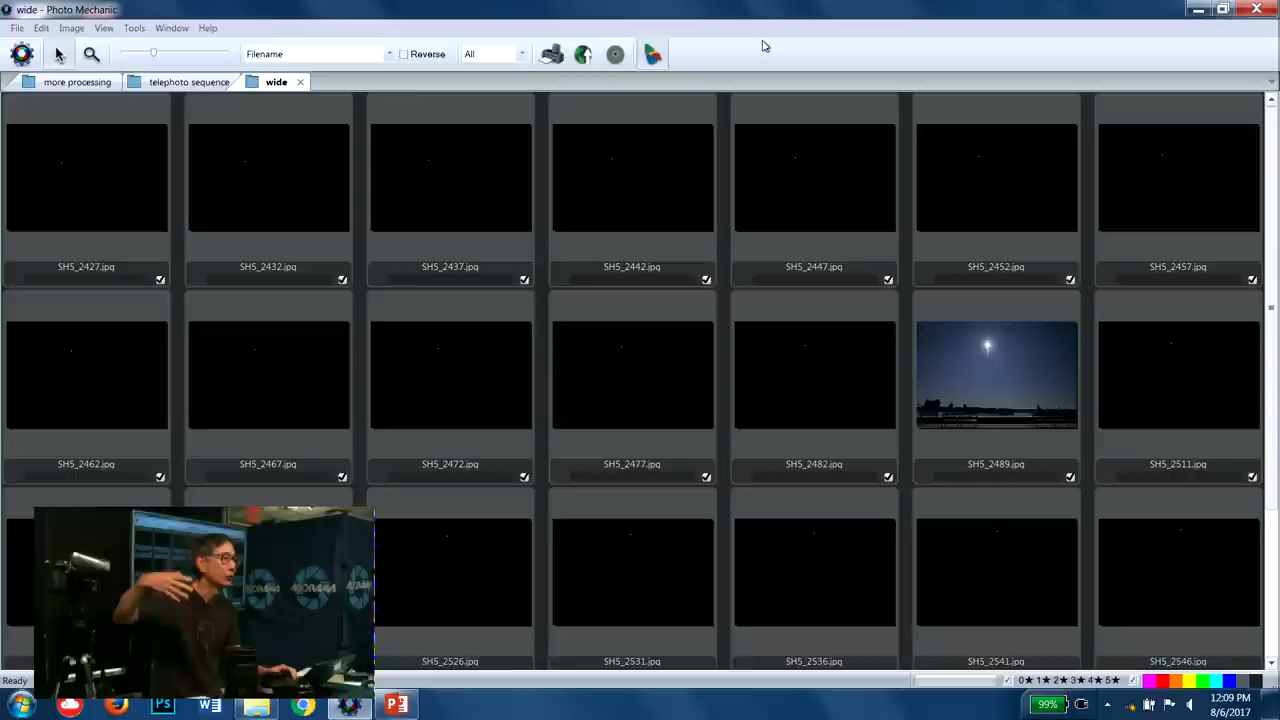 wide - Photo Mechanic
File Edit Image View Tools Window Help
Filename Reverse All
more processing telephoto sequence wide
SH5_2427.jpg SH5_2432.jpg SH5_2437.jpg SH5_2442.jpg SH5_2447.jpg SH5_2452.jpg SH5_2457.jpg
SH5_2462.jpg SH5_2467.jpg SH5_2472.jpg SH5_2477.jpg SH5_2482.jpg SH5_2489.jpg SH5_2511.jpg
ADORAMA
SH5_2526.jpg SH5_2531.jpg SH5_2536.jpg SH5_2541.jpg SH5_2546.jpg
Ready 0★ 1★ 2★ 3★ 4★ 5★
Ps W P 99% 12:09 PM
8/6/2017